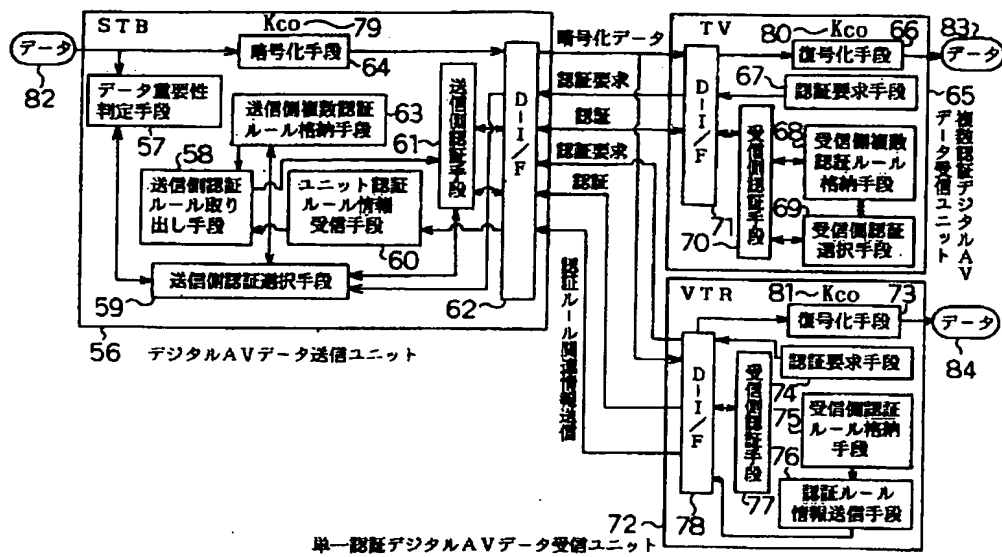 STB
Kco
79
データ
82
暗号化手段
64
データ重要性
判定手段
57
送信側複数認証
ルール格納手段
63
61
送信側認証手段
58
送信側認証
ルール取り
出し手段
ユニット認証
ルール情報
受信手段
60
送信側認証選択手段
59
56
D-I/F
62
デジタルAVデータ送信ユニット
暗号化データ
認証要求
認証
認証要求
認証
認証ルール関連情報送信
TV
80
Kco
66
83
復号化手段
データ
67
認証要求手段
65
複数認証デジタルAV
データ受信ユニット
D-I/F
71
受信側認証手段
70
68
受信側複数
認証ルール
格納手段
69
受信側認証
選択手段
VTR
81
Kco
73
復号化手段
データ
84
認証要求手段
74
D-I/F
78
受信側認証手段
77
75
受信側認証
ルール格納
手段
76
認証ルール
情報送信手段
72
単一認証デジタルAVデータ受信ユニット